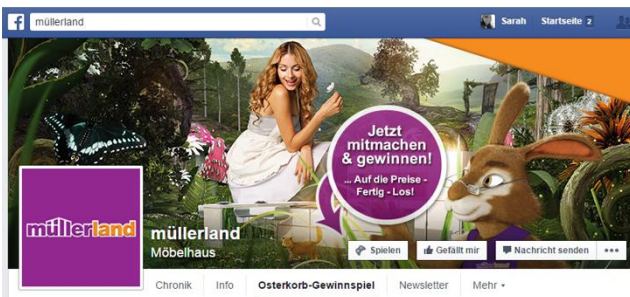 müllerland
Sarah
Startseite 2
Jetzt
mitmachen
& gewinnen!
... Auf die Preise -
Fertig - Los!
müllerland
müllerland
Möbelhaus
Spielen
Gefällt mir
Nachricht senden
Chronik
Info
Osterkorb-Gewinnspiel
Newsletter
Mehr